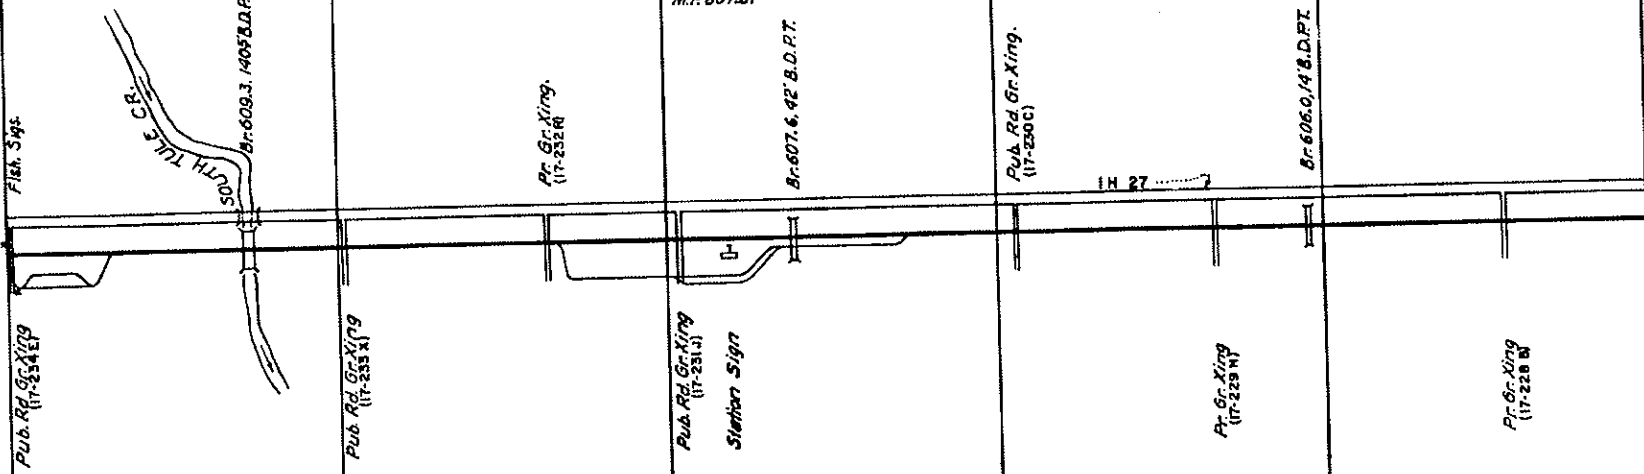 Flsh. Sigs.
SOUTH TULE CR.
Br. 609.3, 1405' B.D.P.
Pr. Gr. Xing.
(17-232 R)
Br. 607.6, 42' B.D.P.T.
Pub. Rd. Gr. Xing.
(17-230 C)
1H 27
Br. 606.0, 14' B.D.P.T.
Pub. Rd. Gr. Xing
(17-234 E)
Pub. Rd. Gr. Xing
(17-233 X)
Pub. Rd. Gr. Xing
(17-231 J)
Station Sign
Pr. Gr. Xing
(17-229 H)
Pr. Gr. Xing
(17-228 B)